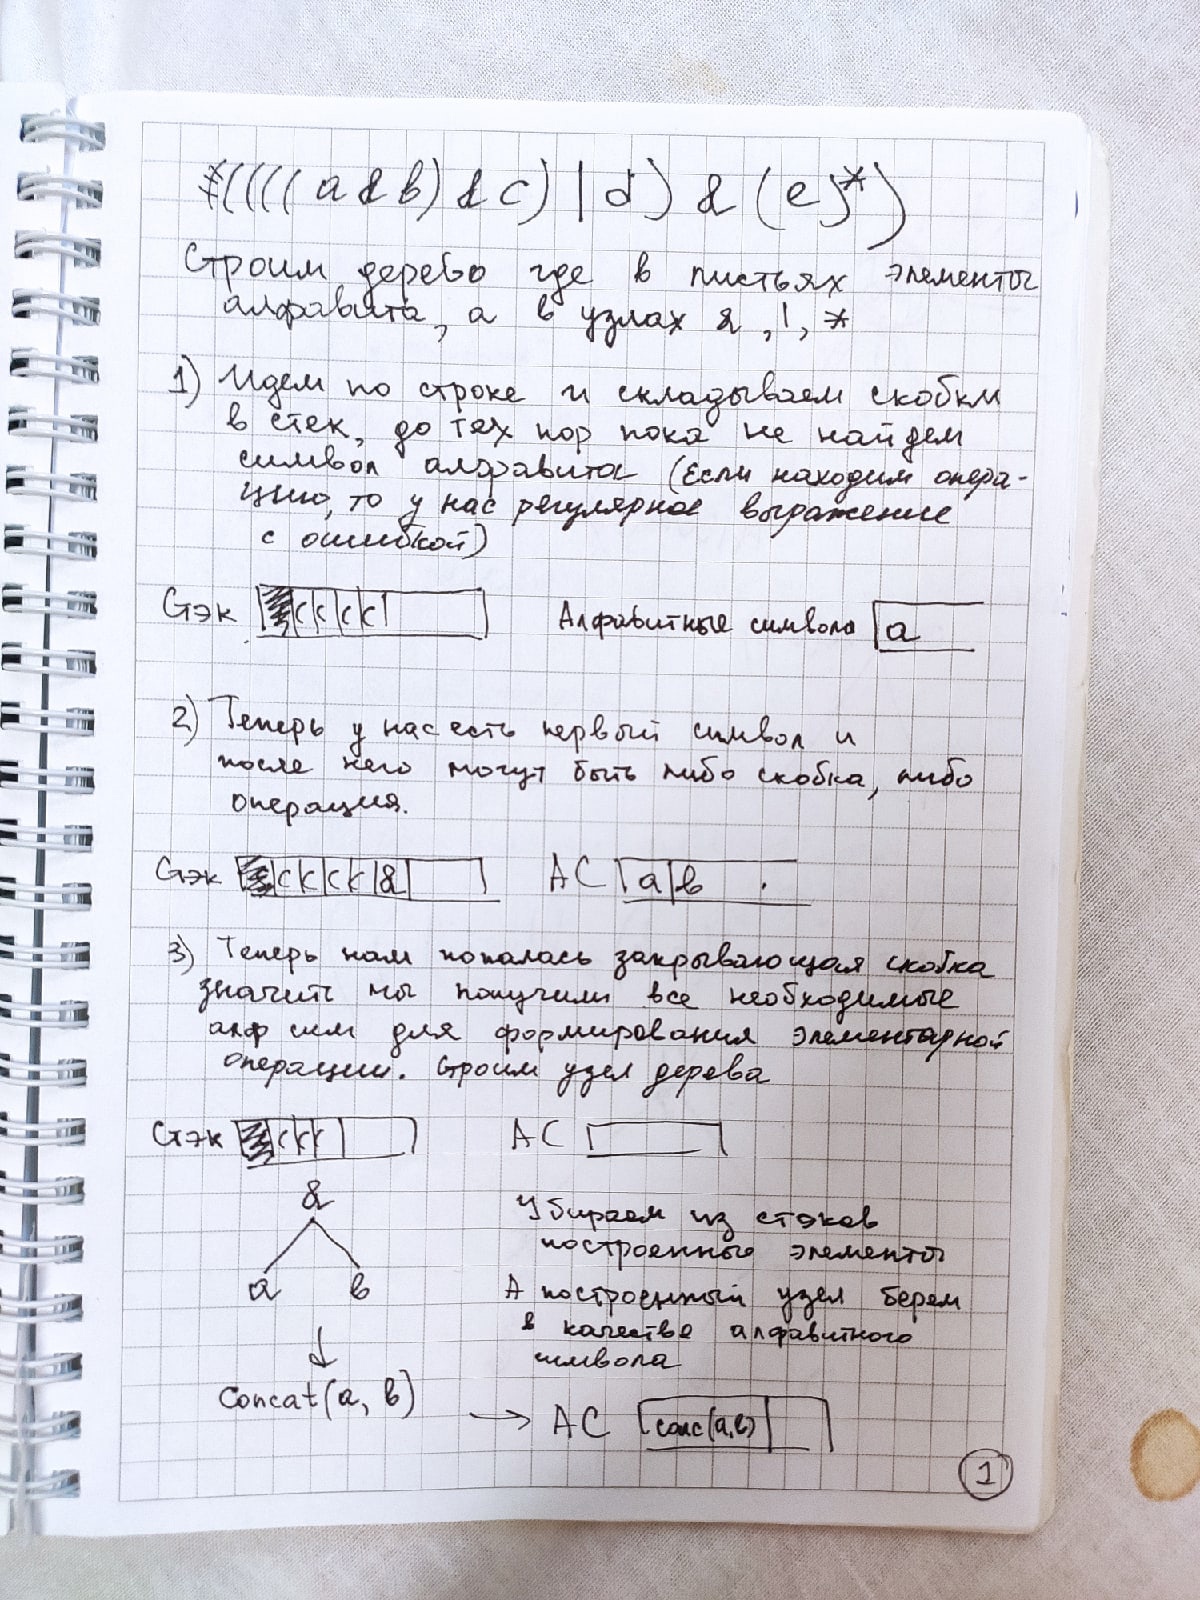 ((((a & b) & c) | d) & (e)*)
Строим дерево где в листьях элементы
алфавита, а в узлах &, |, *
1) Идем по строке и складываем скобки
в стек, до тех пор пока не найдем
символ алфавита (Если находим опера-
цию, то у нас регулярное выражение
с ошибкой)
Стэк ( ( ( ( Алфавитные символа a
2) Теперь у нас есть первый символ и
после него могут быть либо скобка, либо
операция.
Стэк ( ( ( ( & АС a b
3) Теперь нам попалась закрывающая скобка
значит мы получили все необходимые
алф сим для формирования элементарной
операции. Строим узел дерева
Стэк ( ( ( АС
&
a b
Убираем из стэков
построенные элементы
А построенный узел берем
в качестве алфавитного
символа
Concat(a, b)
→ АС conc(a,b)
1